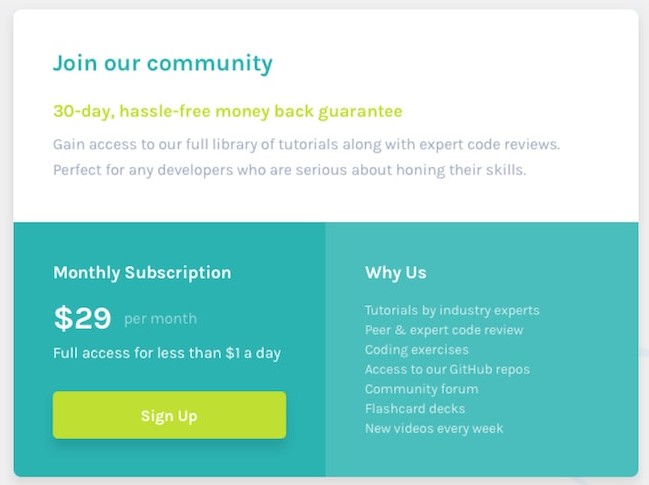 Join our community
30-day, hassle-free money back guarantee
Gain access to our full library of tutorials along with expert code reviews.
Perfect for any developers who are serious about honing their skills.
Monthly Subscription
$29 per month
Full access for less than $1 a day
Sign Up
Why Us
Tutorials by industry experts
Peer & expert code review
Coding exercises
Access to our GitHub repos
Community forum
Flashcard decks
New videos every week